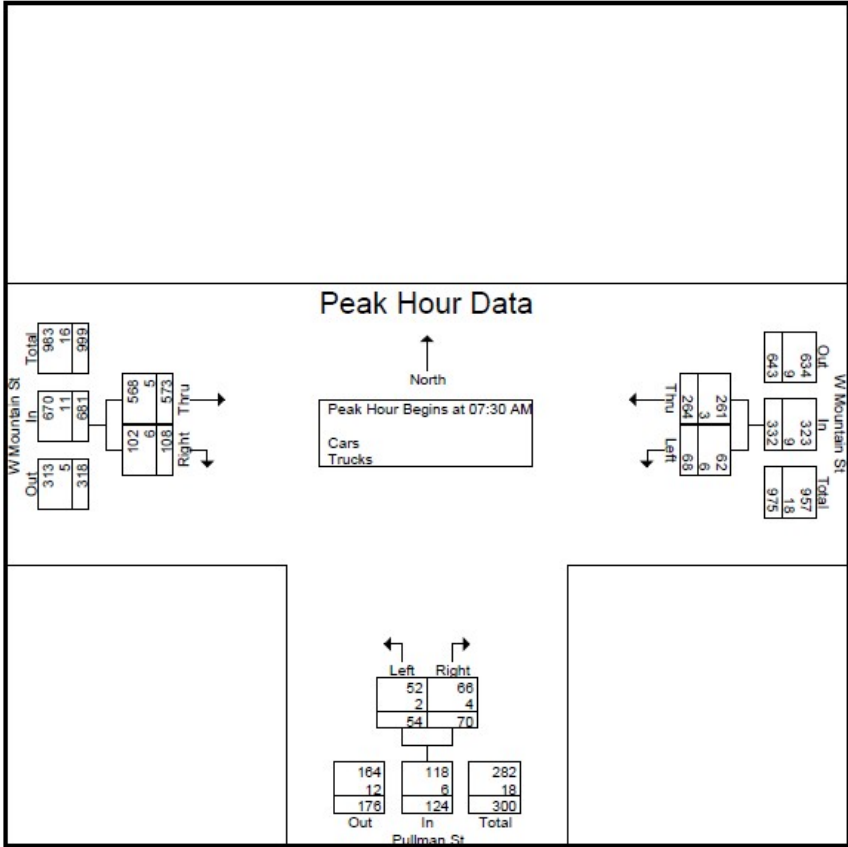 Peak Hour Data
North
Peak Hour Begins at 07:30 AM
Cars
Trucks
W Mountain St
Total
983
16
999
In
670
11
681
Out
313
5
318
Thru
568
5
573
Right
102
6
108
W Mountain St
Out
634
9
643
In
323
9
332
Total
957
18
975
Thru
261
3
264
Left
62
6
68
Left Right
52 66
2 4
54 70
164 118 282
12 6 18
176 124 300
Out In Total
Pullman St